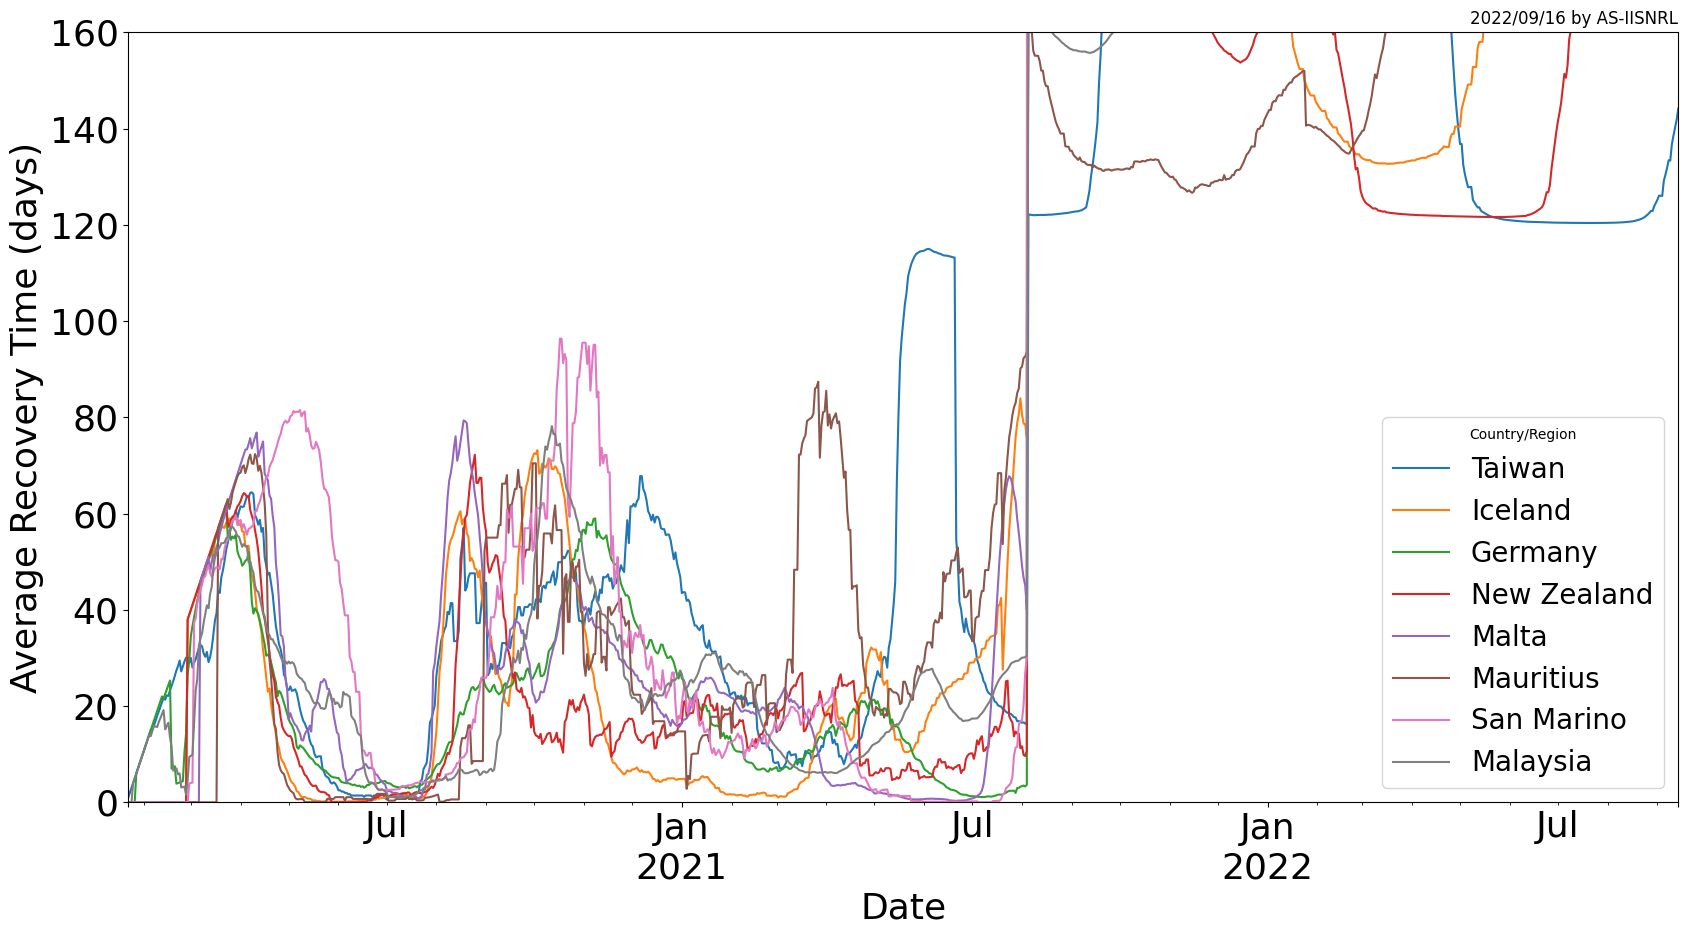 2022/09/16 by AS-IISNRL
Average Recovery Time (days)
160
140
120
100
80
60
40
20
0
Country/Region
Taiwan
Iceland
Germany
New Zealand
Malta
Mauritius
San Marino
Malaysia
Jul
Jan
2021
Jul
Jan
2022
Jul
Date